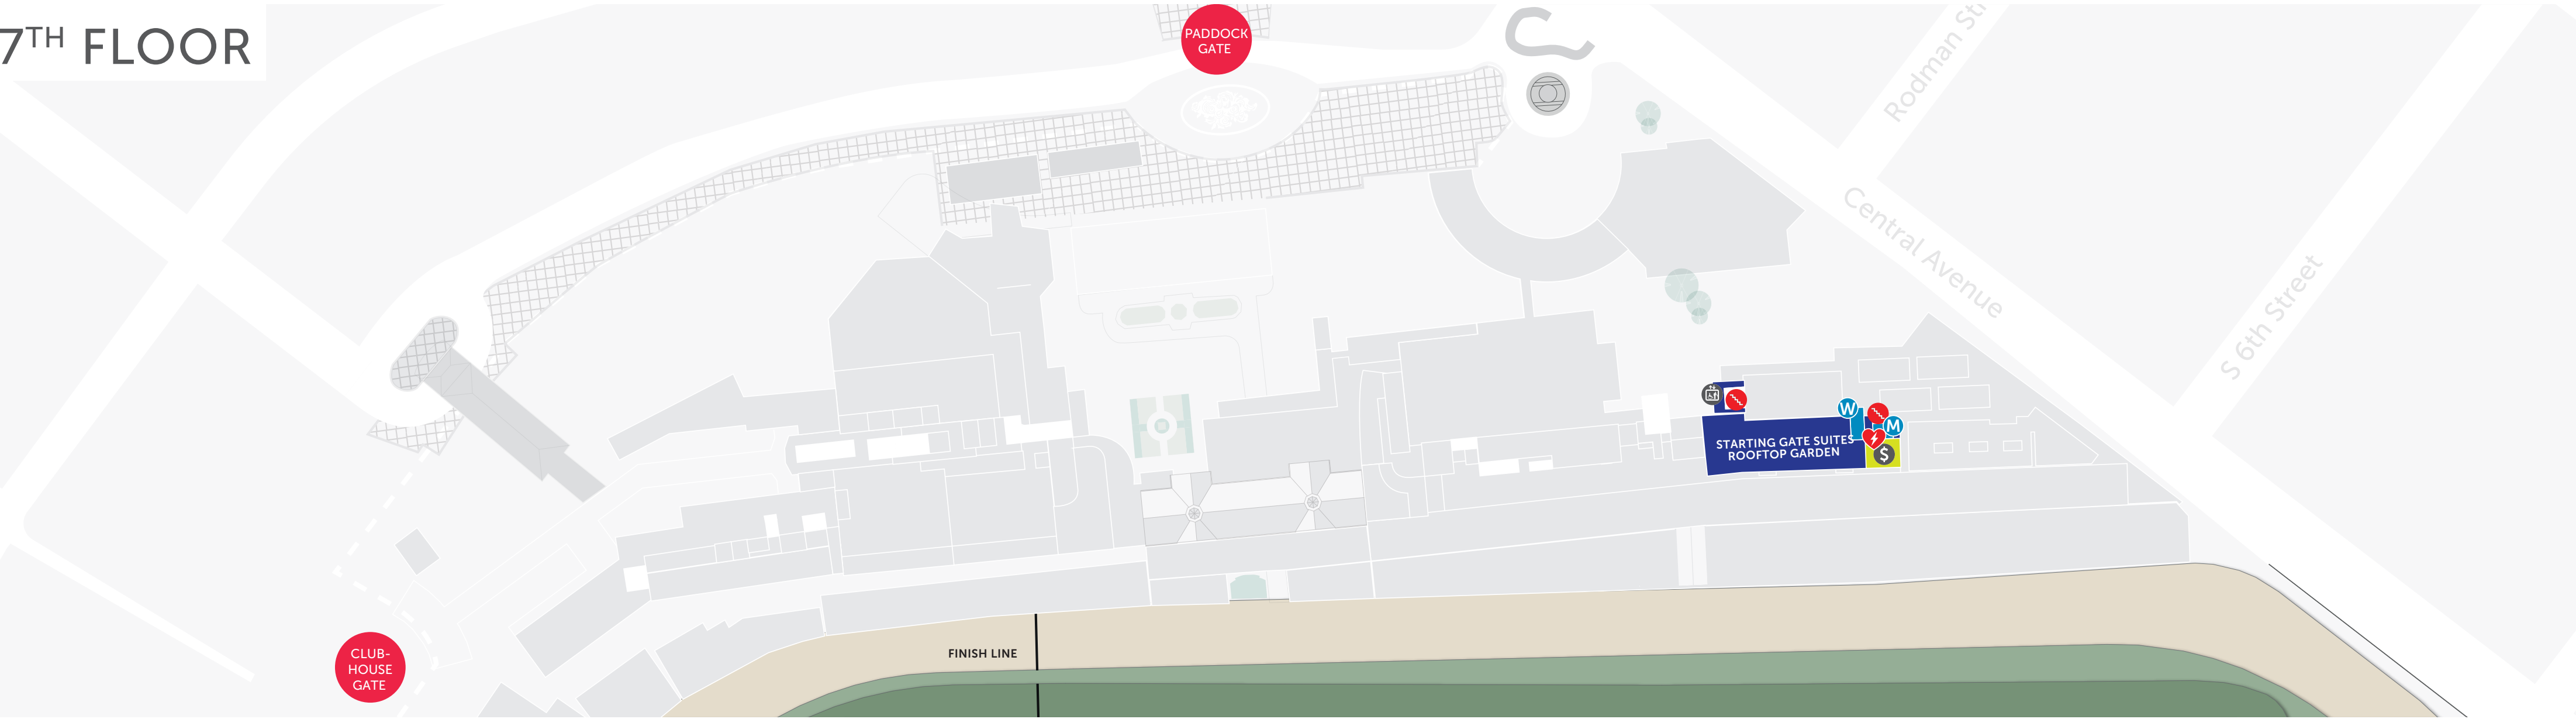 7TH FLOOR
PADDOCK
GATE
Rodman St
Central Avenue
S 6th Street
W
M
$
STARTING GATE SUITES
ROOFTOP GARDEN
FINISH LINE
CLUB-
HOUSE
GATE